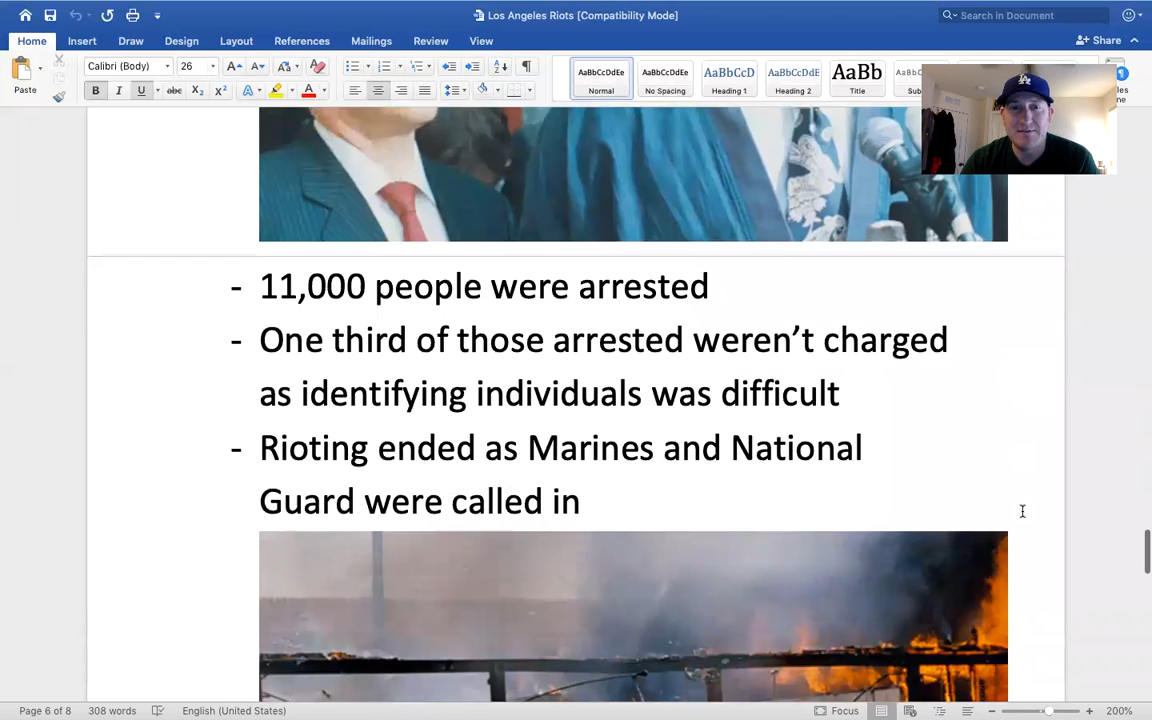 Los Angeles Riots [Compatibility Mode]
Search in Document
Home Insert Draw Design Layout References Mailings Review View
Share
Paste
Calibri (Body) 26
B I U abc X₂ X²
AaBbCcDdEe
Normal
AaBbCcDdEe
No Spacing
AaBbCcD
Heading 1
AaBbCcDdE
Heading 2
AaBb
Title
- 11,000 people were arrested
- One third of those arrested weren’t charged
as identifying individuals was difficult
- Rioting ended as Marines and National
Guard were called in
Page 6 of 8 308 words English (United States) Focus 200%